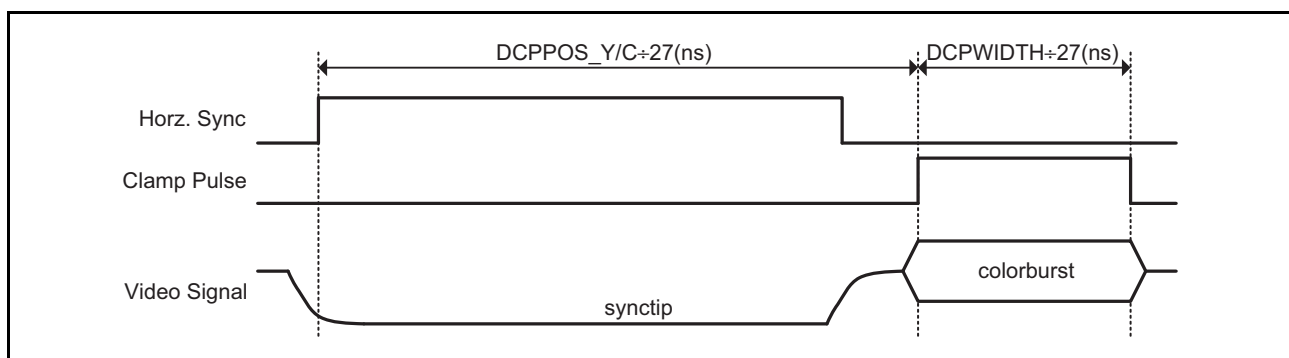 DCPPOS_Y/C÷27(ns)
DCPWIDTH÷27(ns)
Horz. Sync
Clamp Pulse
Video Signal
colorburst
synctip